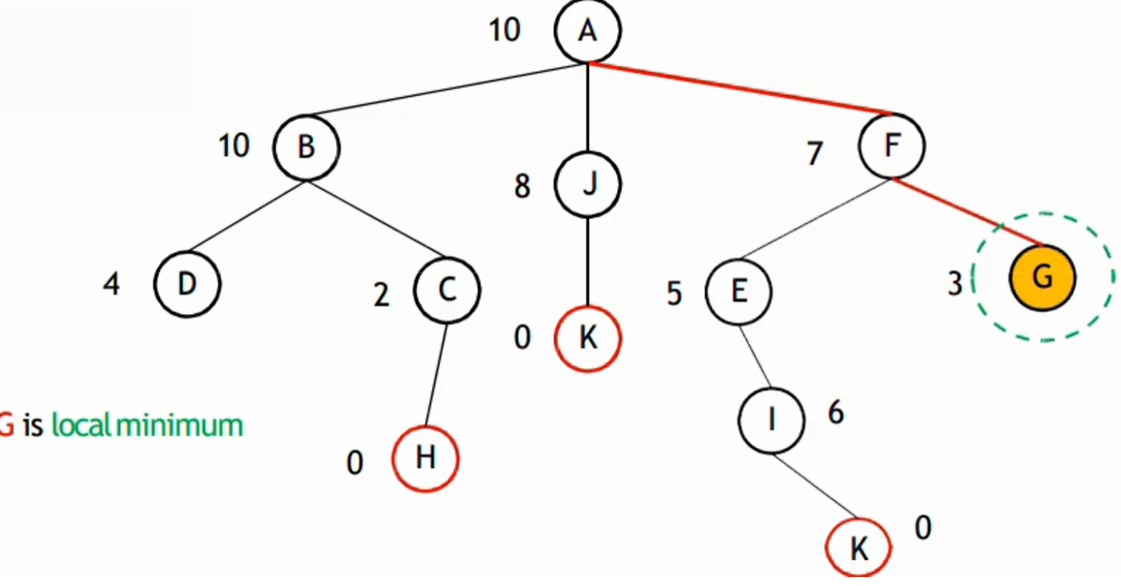 10 A
10 B
7 F
8 J
4 D
2 C
5 E
3 G
0 K
G is local minimum
I 6
0 H
K 0